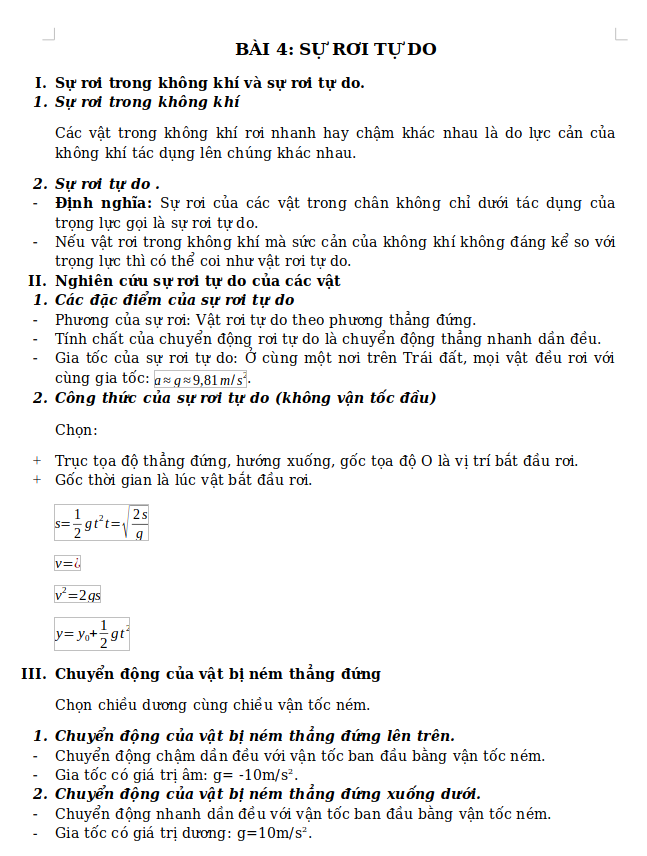 BÀI 4: SỰ RƠI TỰ DO
I. Sự rơi trong không khí và sự rơi tự do.
1. Sự rơi trong không khí
Các vật trong không khí rơi nhanh hay chậm khác nhau là do lực cản của
không khí tác dụng lên chúng khác nhau.
2. Sự rơi tự do .
- Định nghĩa: Sự rơi của các vật trong chân không chỉ dưới tác dụng của
trọng lực gọi là sự rơi tự do.
- Nếu vật rơi trong không khí mà sức cản của không khí không đáng kể so với
trọng lực thì có thể coi như vật rơi tự do.
II. Nghiên cứu sự rơi tự do của các vật
1. Các đặc điểm của sự rơi tự do
- Phương của sự rơi: Vật rơi tự do theo phương thẳng đứng.
- Tính chất của chuyển động rơi tự do là chuyển động thẳng nhanh dần đều.
- Gia tốc của sự rơi tự do: Ở cùng một nơi trên Trái đất, mọi vật đều rơi với
cùng gia tốc: a≈g≈9,81m/s².
2. Công thức của sự rơi tự do (không vận tốc đầu)
Chọn:
+ Trục tọa độ thẳng đứng, hướng xuống, gốc tọa độ O là vị trí bắt đầu rơi.
+ Gốc thời gian là lúc vật bắt đầu rơi.
s=1/2 gt² t=√(2s/g)
v=¿
v²=2gs
y=y₀+1/2 gt²
III. Chuyển động của vật bị ném thẳng đứng
Chọn chiều dương cùng chiều vận tốc ném.
1. Chuyển động của vật bị ném thẳng đứng lên trên.
- Chuyển động chậm dần đều với vận tốc ban đầu bằng vận tốc ném.
- Gia tốc có giá trị âm: g= -10m/s².
2. Chuyển động của vật bị ném thẳng đứng xuống dưới.
- Chuyển động nhanh dần đều với vận tốc ban đầu bằng vận tốc ném.
- Gia tốc có giá trị dương: g=10m/s².